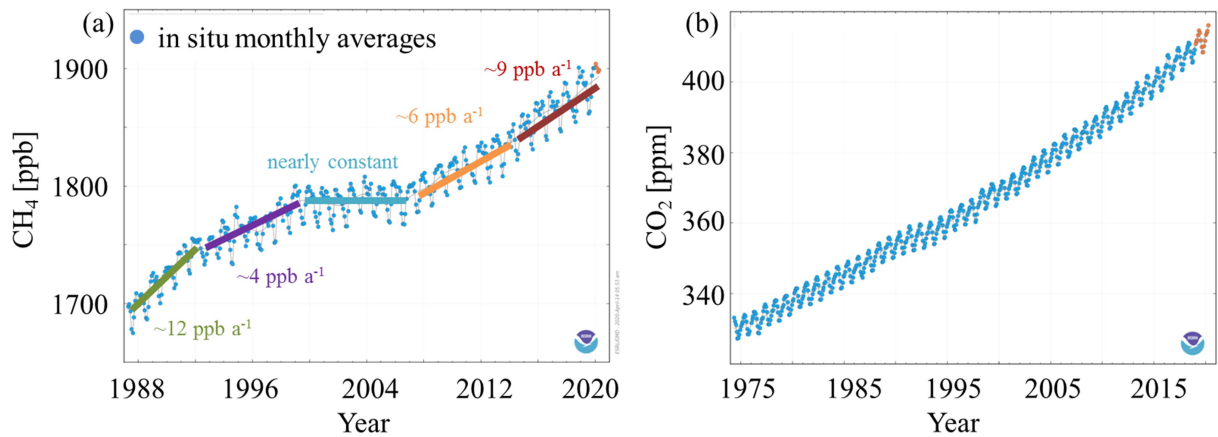 (a)
in situ monthly averages
CH₄ [ppb]
1900
1800
1700
~9 ppb a⁻¹
~6 ppb a⁻¹
nearly constant
~4 ppb a⁻¹
~12 ppb a⁻¹
1988 1996 2004 2012 2020
Year
(b)
CO₂ [ppm]
400
380
360
340
1975 1985 1995 2005 2015
Year